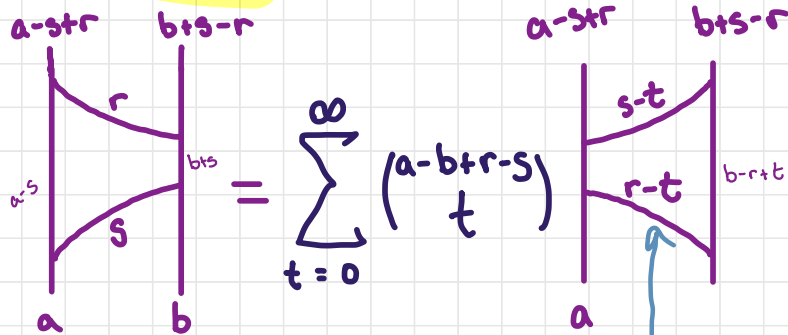 a-s+r b+s-r = ∞ ∑ t = 0 (a-b+r-s t) a-s+r b+s-r
r s-t
b+s
a-s r-t b-r+t
s
a b a